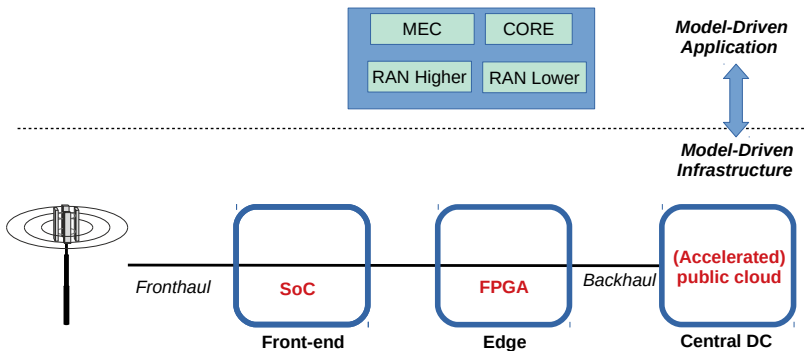 MEC
CORE
RAN Higher
RAN Lower
Model-Driven
Application
Model-Driven
Infrastructure
Fronthaul
SoC
FPGA
Backhaul
(Accelerated)
public cloud
Front-end
Edge
Central DC